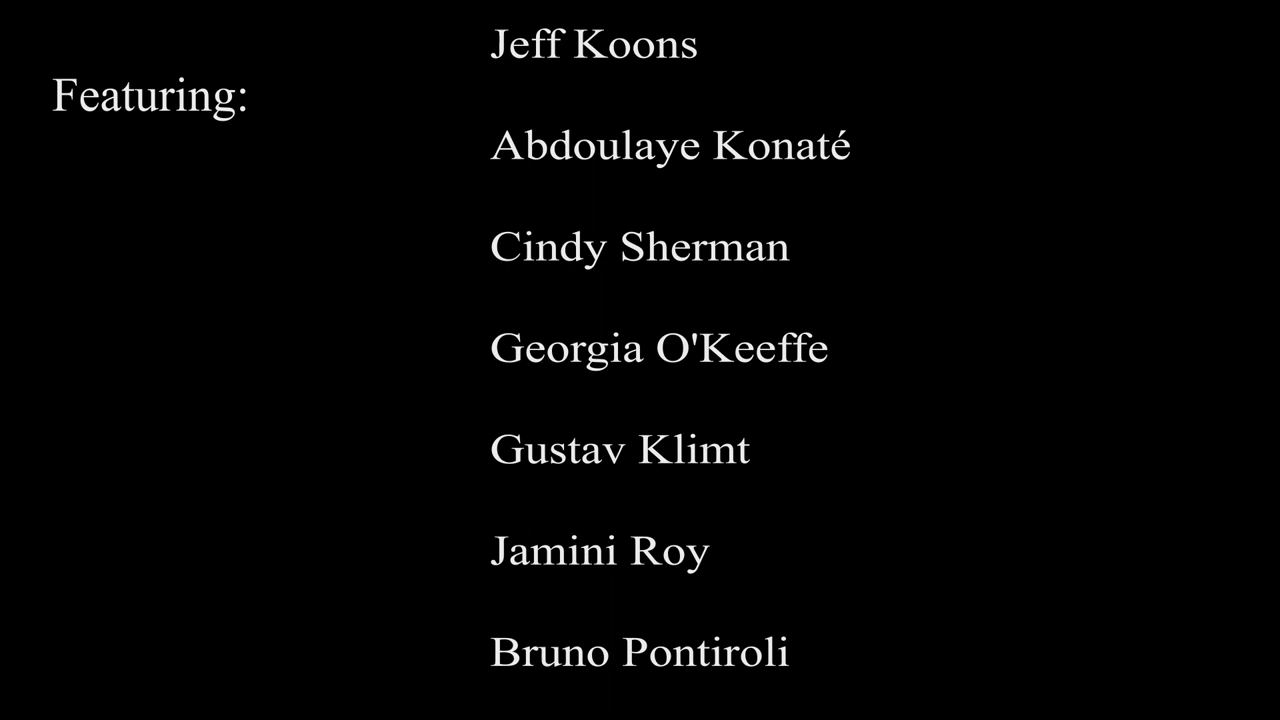 Featuring:
Jeff Koons
Abdoulaye Konaté
Cindy Sherman
Georgia O'Keeffe
Gustav Klimt
Jamini Roy
Bruno Pontiroli